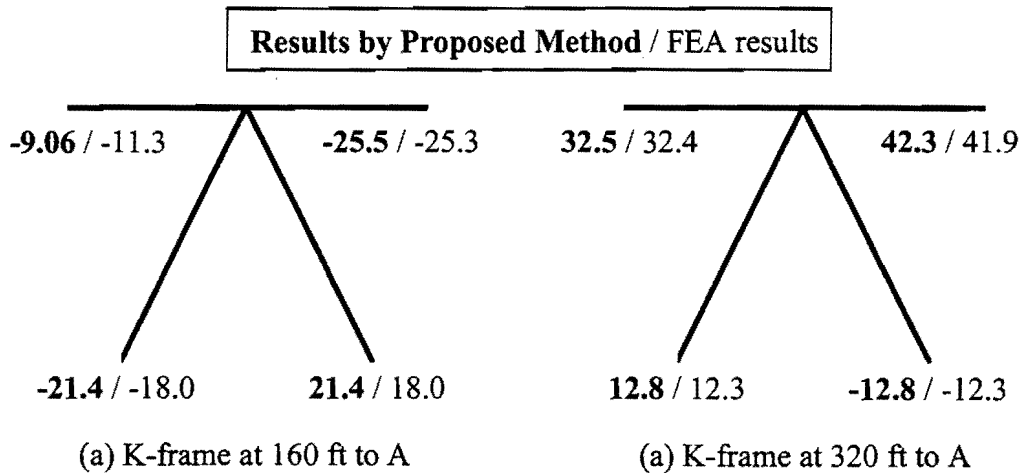 Results by Proposed Method / FEA results
-9.06 / -11.3
-25.5 / -25.3
32.5 / 32.4
42.3 / 41.9
-21.4 / -18.0
21.4 / 18.0
12.8 / 12.3
-12.8 / -12.3
(a) K-frame at 160 ft to A
(a) K-frame at 320 ft to A